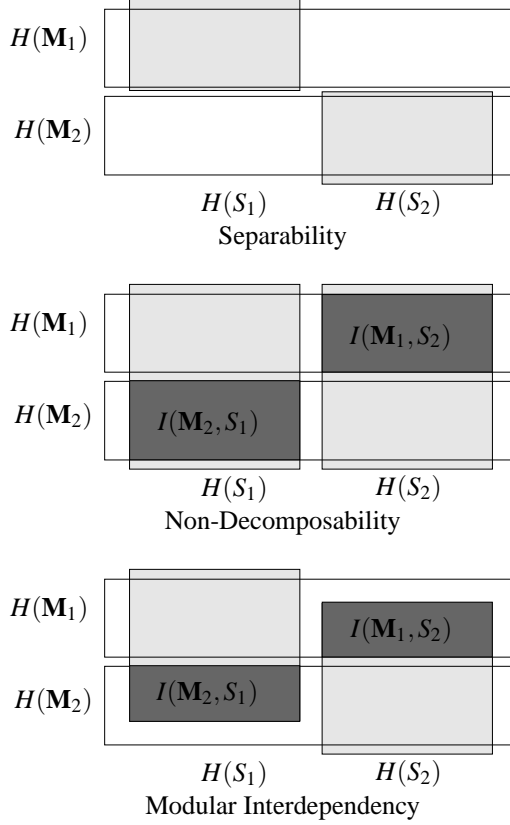 H(M₁)
H(M₂)
H(S₁) H(S₂)
Separability
H(M₁) I(M₁,S₂)
H(M₂) I(M₂,S₁)
H(S₁) H(S₂)
Non-Decomposability
H(M₁) I(M₁,S₂)
H(M₂) I(M₂,S₁)
H(S₁) H(S₂)
Modular Interdependency